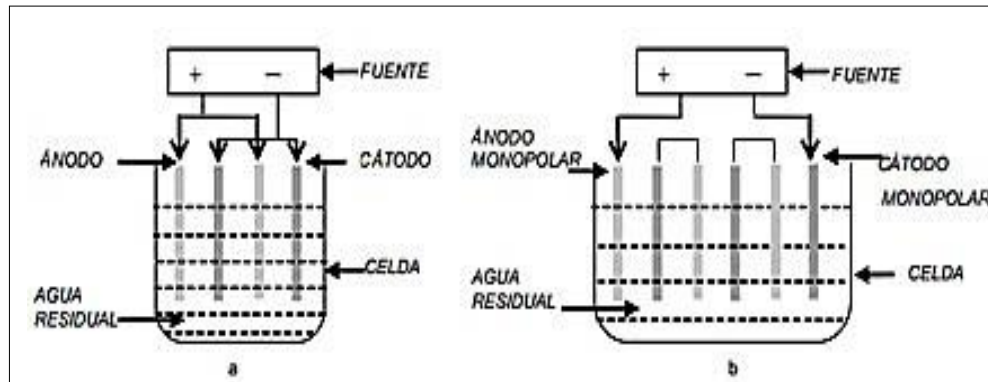 + −
FUENTE
ÁNODO
CÁTODO
CELDA
AGUA
RESIDUAL
a
+ −
FUENTE
ÁNODO
MONOPOLAR
CÁTODO
MONOPOLAR
AGUA
RESIDUAL
CELDA
b